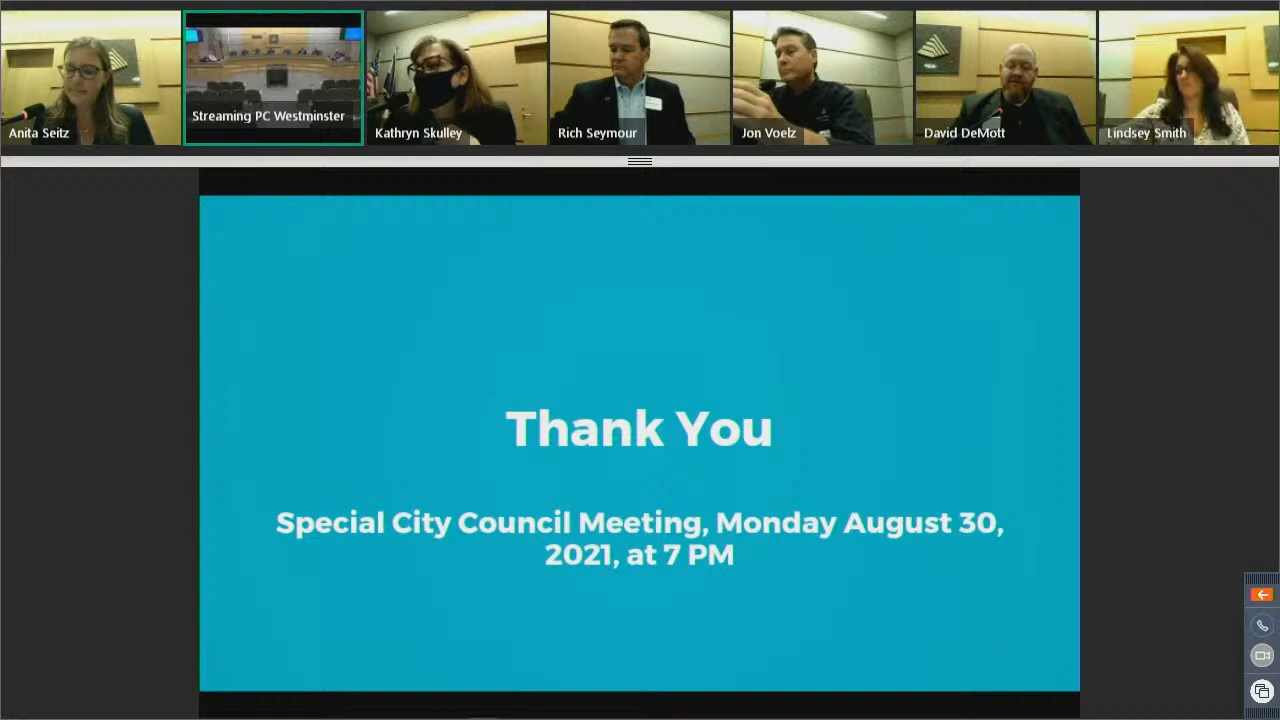 Anita Seitz
Streaming PC Westminster
Kathryn Skulley
Rich Seymour
Jon Voelz
David DeMott
Lindsey Smith
Thank You
Special City Council Meeting, Monday August 30,
2021, at 7 PM